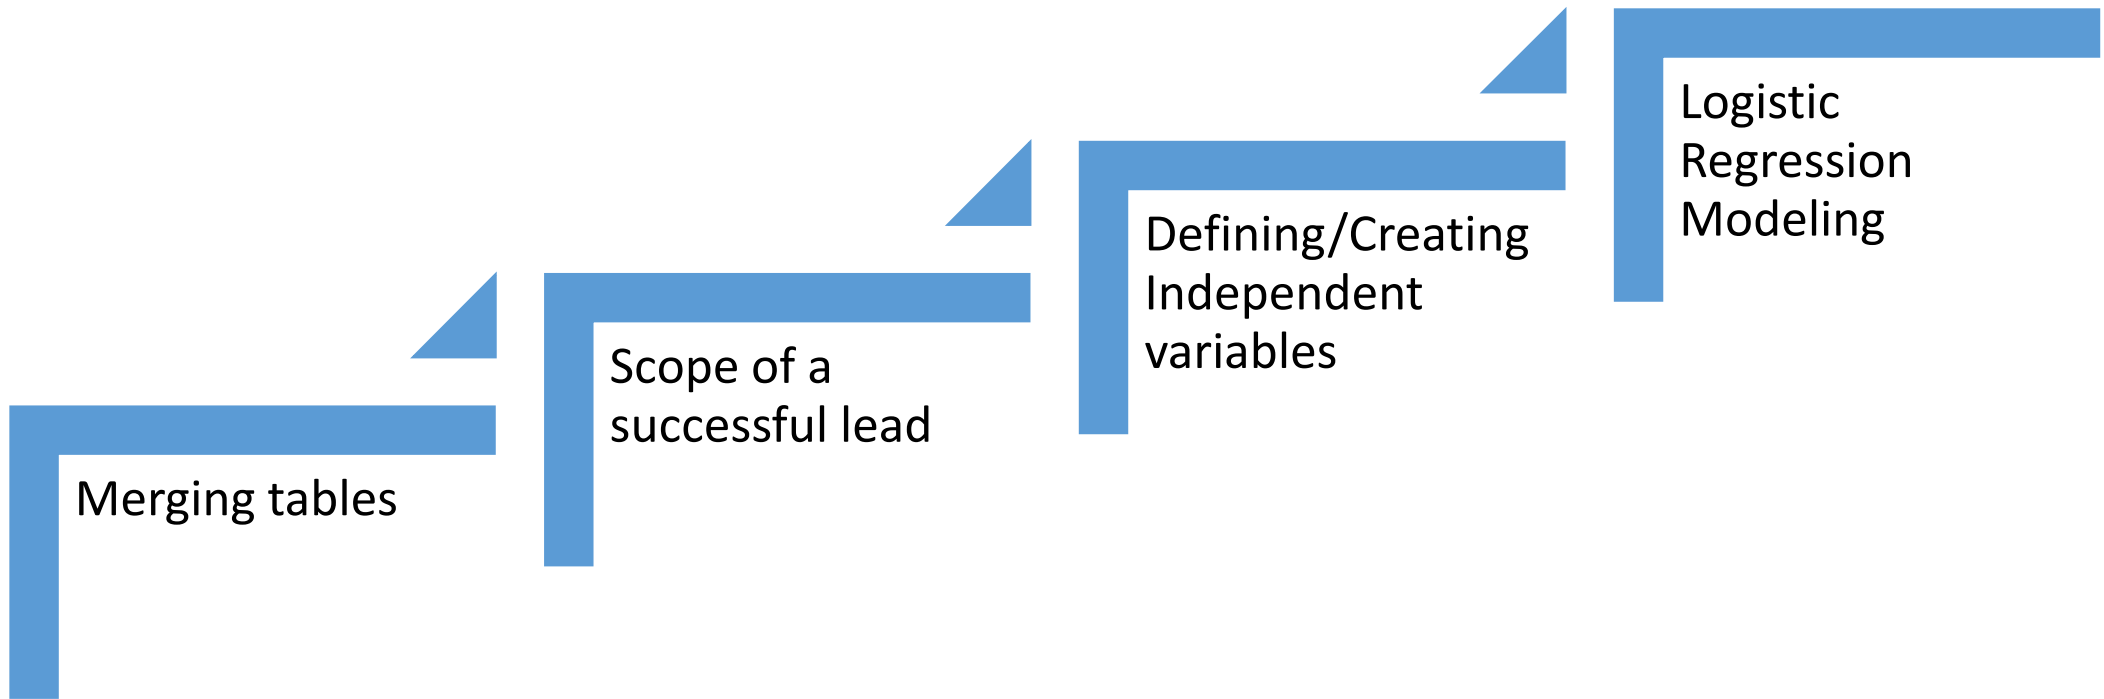 Merging tables
Scope of a
successful lead
Defining/Creating
Independent
variables
Logistic
Regression
Modeling